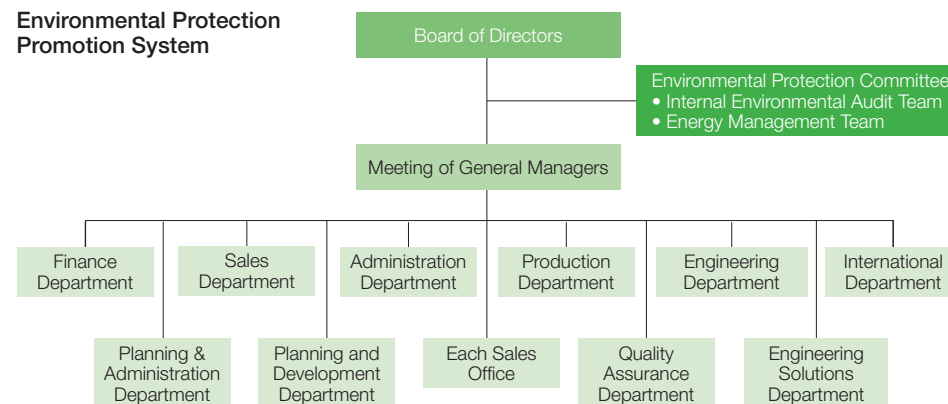 Environmental Protection
Promotion System
Board of Directors
Environmental Protection Committee
• Internal Environmental Audit Team
• Energy Management Team
Meeting of General Managers
Finance
Department
Sales
Department
Administration
Department
Production
Department
Engineering
Department
International
Department
Planning &
Administration
Department
Planning and
Development
Department
Each Sales
Office
Quality
Assurance
Department
Engineering
Solutions
Department